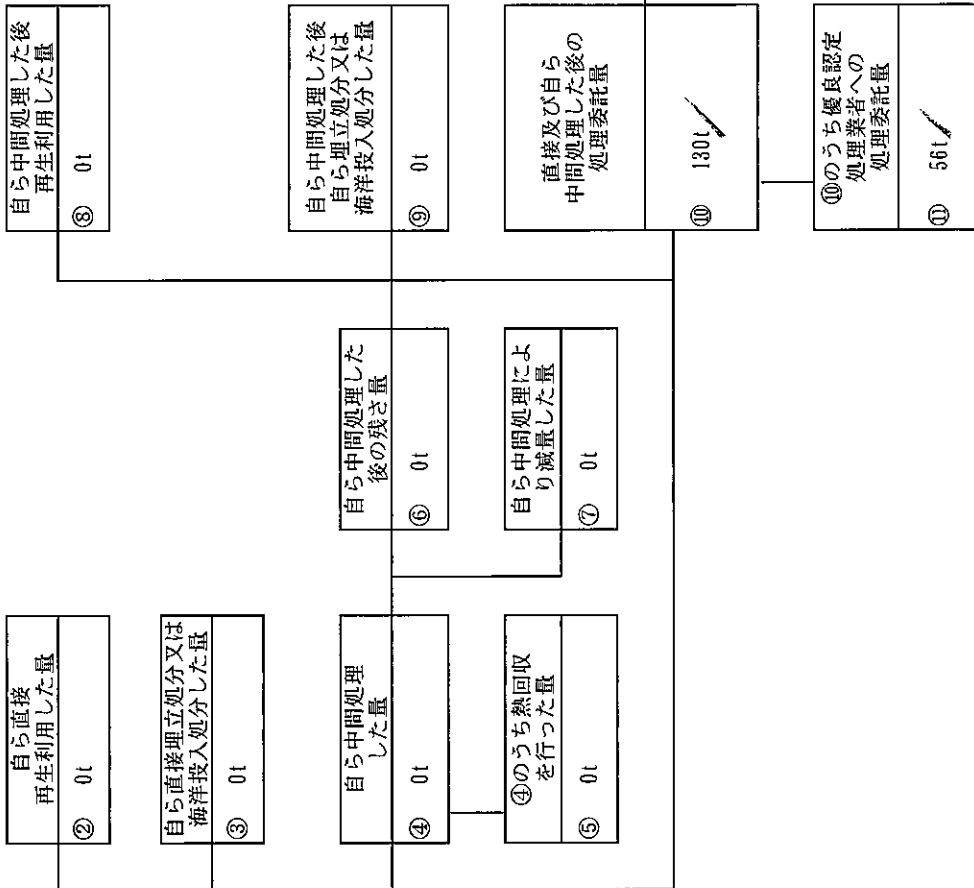 自ら直接
再生利用した量
② 0t
自ら直接埋立処分又は
海洋投入処分した量
③ 0t
自ら中間処理
した量
④ 0t
④のうち熱回収
を行った量
⑤ 0t
自ら中間処理した
後の残さ量
⑥ 0t
自ら中間処理によ
り減量した量
⑦ 0t
自ら中間処理した後
再生利用した量
⑧ 0t
自ら中間処理した後
自ら埋立処分又は
海洋投入処分した量
⑨ 0t
直接及び自ら
中間処理した後の
処理委託量
⑩ 130t
⑩のうち優良認定
処理業者への
処理委託量
⑪ 56t